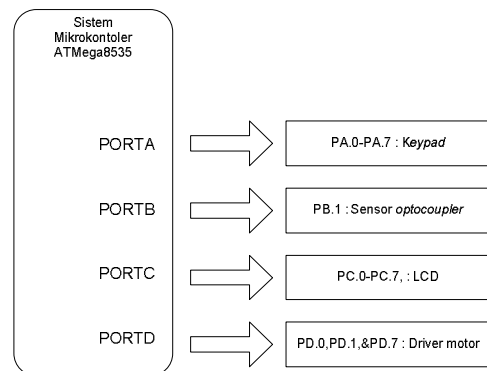 Sistem
Mikrokontoler
ATMega8535
PORTA
PA.0-PA.7 : Keypad
PORTB
PB.1 : Sensor optocoupler
PORTC
PC.0-PC.7, : LCD
PORTD
PD.0,PD.1,&PD.7 : Driver motor